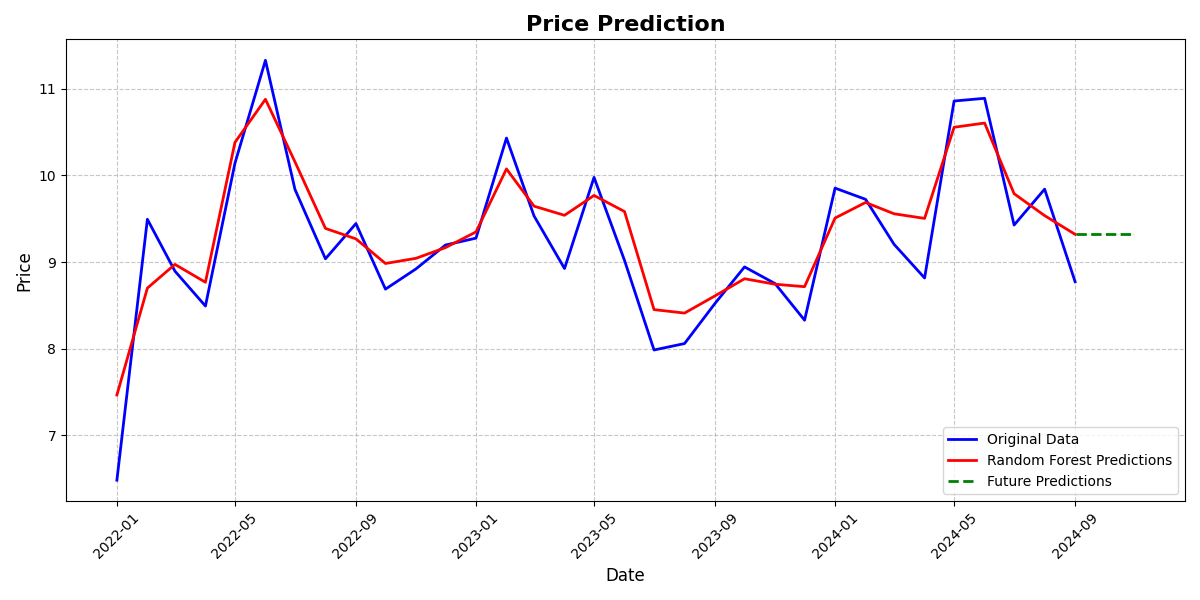 Price Prediction
Price
11
10
9
8
7
Original Data
Random Forest Predictions
Future Predictions
2022-01
2022-05
2022-09
2023-01
2023-05
2023-09
2024-01
2024-05
2024-09
Date